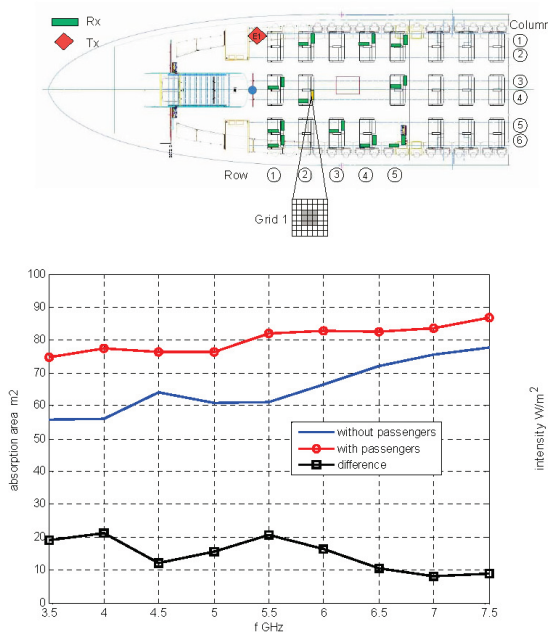 Rx
Tx
E1
Column
1
2
3
4
5
6
Row
1
2
3
4
5
Grid 1
100
90
80
70
60
50
40
30
20
10
0
absorption area m2
without passengers
with passengers
difference
intensity W/m²
3.5
4
4.5
5
5.5
6
6.5
7
7.5
f GHz